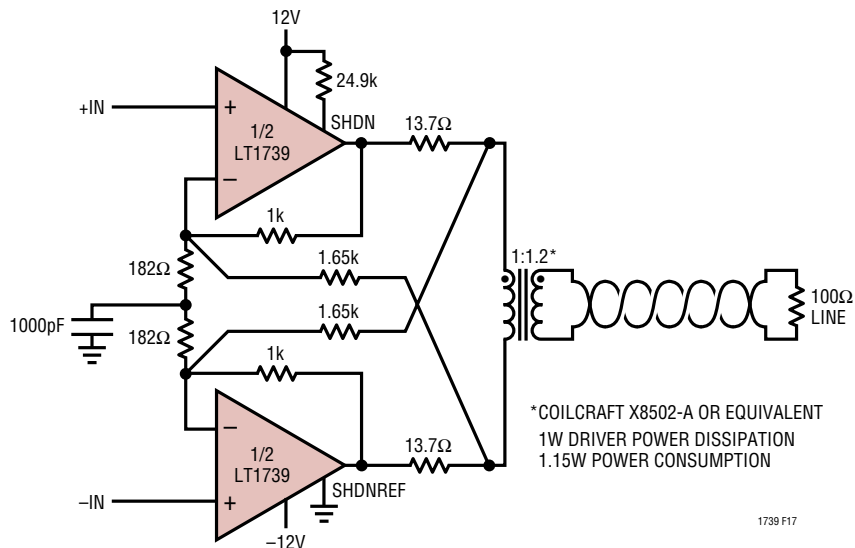 12V
24.9k
+IN
+
1/2
LT1739
–
SHDN
13.7Ω
1k
182Ω
1.65k
1:1.2*
1000pF
182Ω
1.65k
100Ω
LINE
1k
*COILCRAFT X8502-A OR EQUIVALENT
1W DRIVER POWER DISSIPATION
1.15W POWER CONSUMPTION
–
1/2
LT1739
+
13.7Ω
–IN
SHDNREF
–12V
1739 F17